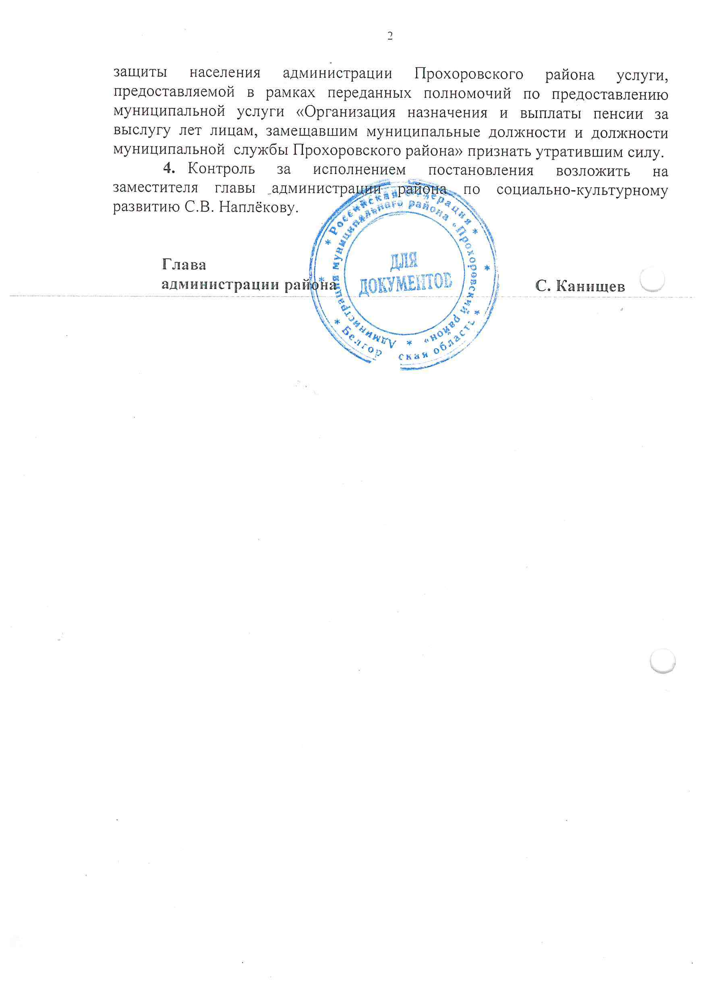 2
защиты населения администрации Прохоровского района услуги,
предоставляемой в рамках переданных полномочий по предоставлению
муниципальной услуги «Организация назначения и выплаты пенсии за
выслугу лет лицам, замещавшим муниципальные должности и должности
муниципальной службы Прохоровского района» признать утратившим силу.
4. Контроль за исполнением постановления возложить на
заместителя главы администрации района по социально-культурному
развитию С.В. Наплёкову.
* Российская Федерация *
* Белгор ская область *
Администрация муниципального района «Прохоровский район» *
ДЛЯ
ДОКУМЕНТОВ
Глава
администрации района С. Канищев